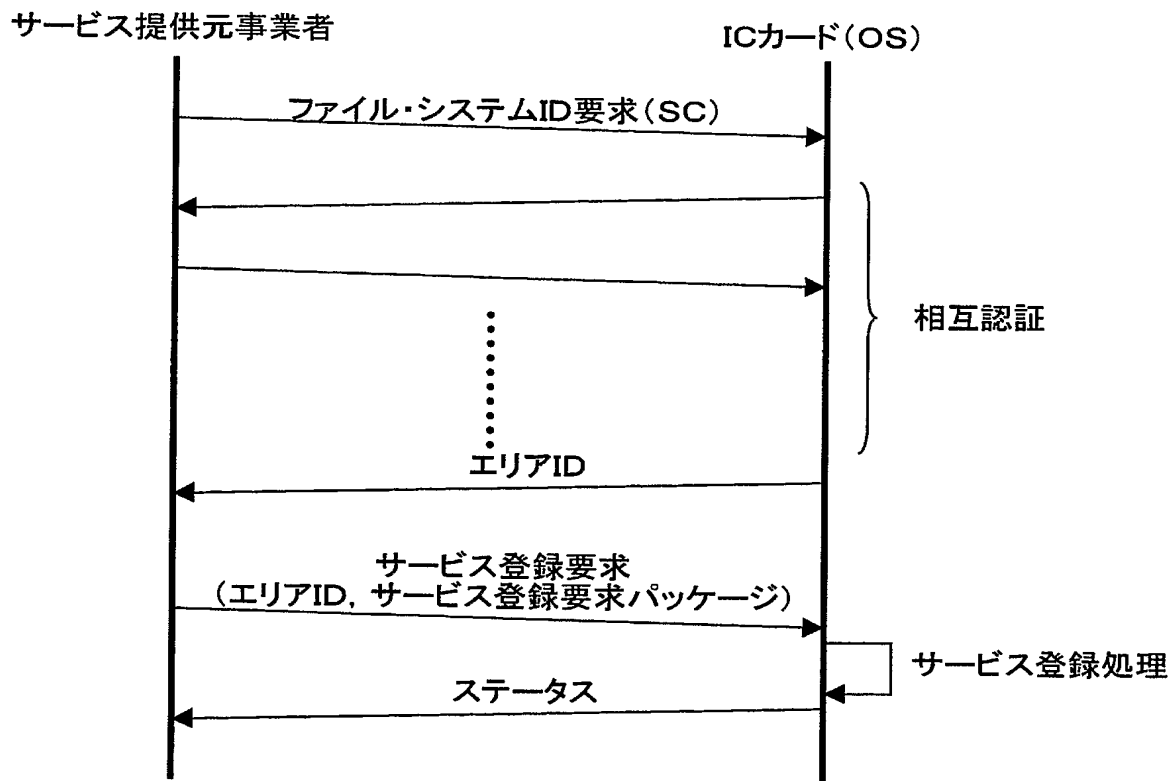 サービス提供元事業者
ICカード(OS)
ファイル・システムID要求(SC)
相互認証
エリアID
サービス登録要求
(エリアID, サービス登録要求パッケージ)
サービス登録処理
ステータス